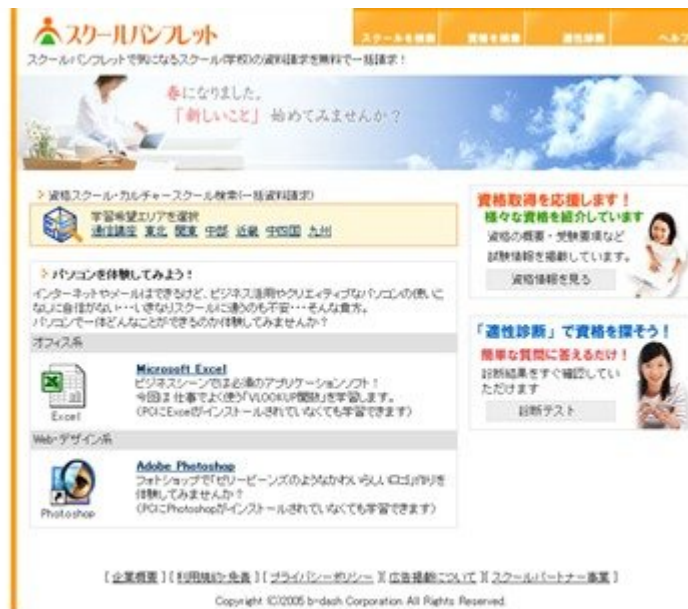 スクールパンフレット
スクールを検索 資格を検索 適性診断 ヘルプ
スクールパンフレットで気になるスクール(学校)の資料請求を無料で一括請求!
春になりました。
「新しいこと」始めてみませんか?
資格スクール・カルチャースクール検索(一括資料請求)
学習希望エリアを選択
通信講座 東北 関東 中部 近畿 中四国 九州
パソコンを体験してみよう!
インターネットやメールはできるけど、ビジネス活用やクリエィティブなパソコンの使いこ
なしに自信がない・・・いきなりスクールに通うのも不安・・・そんな貴方。
パソコンで一体どんなことができるのか体験してみませんか?
オフィス系
Microsoft Excel
ビジネスシーンでは必須のアプリケーションソフト!
今回は仕事でよく使う「VLOOKUP関数」を学習します。
(PCにExcelがインストールされていなくても学習できます)
Excel
Web・デザイン系
Adobe Photoshop
フォトショップで「ゼリービーンズのようなかわいらしいロゴ」作りを
体験してみませんか?
(PCにPhotoshopがインストールされていなくても学習できます)
Photoshop
資格取得を応援します!
様々な資格を紹介しています
資格の概要・受験要項など
試験情報を掲載しています。
資格情報を見る
「適性診断」で資格を探そう!
簡単な質問に答えるだけ!
診断結果をすぐ確認してい
ただけます
診断テスト
[ 企業概要 ] [ 利用規約・免責 ] [ プライバシーポリシー ] [ 広告掲載について ] [ スクールパートナー事業 ]
Copyright (C)2005 b-dash Corporation All Rights Reserved.